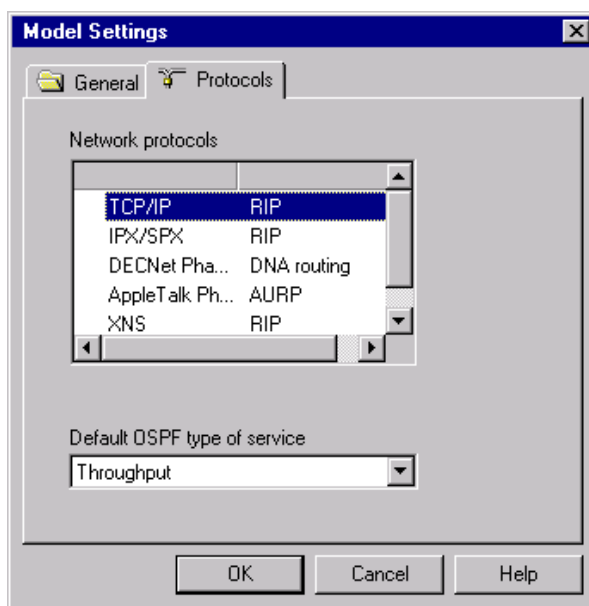 Model Settings
General Protocols
Network protocols
TCP/IP RIP
IPX/SPX RIP
DECNet Pha... DNA routing
AppleTalk Ph... AURP
XNS RIP
Default OSPF type of service
Throughput
OK Cancel Help